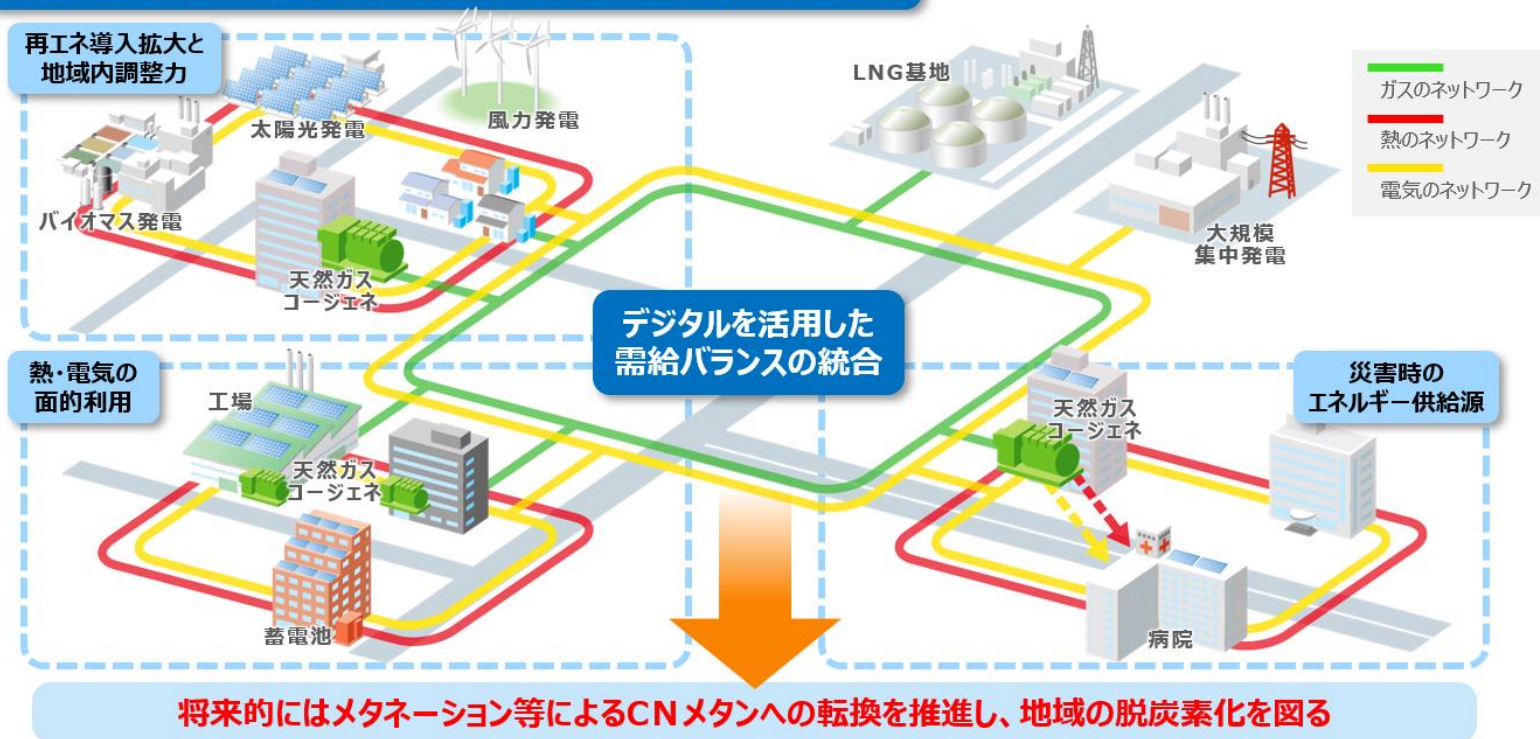 再エネ導入拡大と
地域内調整力
太陽光発電
風力発電
バイオマス発電
天然ガス
コージェネ
LNG基地
大規模
集中発電
ガスのネットワーク
熱のネットワーク
電気のネットワーク
デジタルを活用した
需給バランスの統合
熱・電気の
面的利用
工場
天然ガス
コージェネ
蓄電池
災害時の
エネルギー供給源
天然ガス
コージェネ
病院
将来的にはメタネーション等によるCNメタンへの転換を推進し、地域の脱炭素化を図る